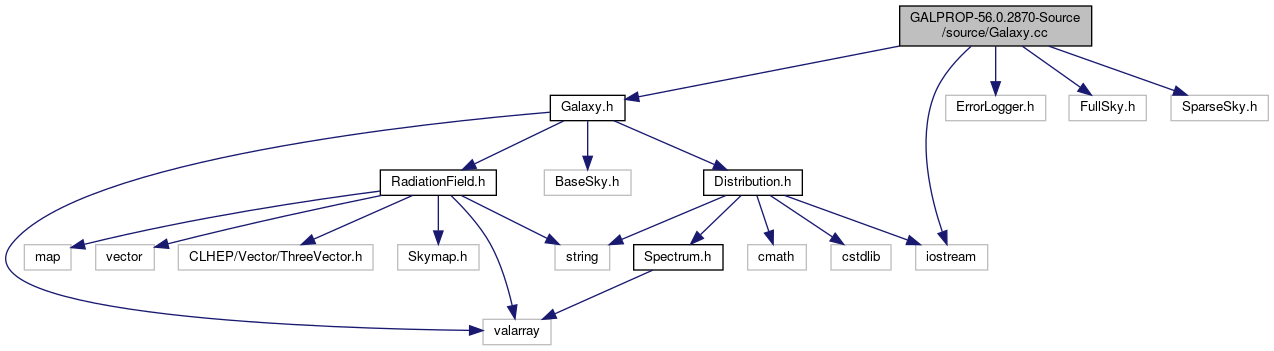 GALPROP-56.0.2870-Source
/source/Galaxy.cc
Galaxy.h
ErrorLogger.h
FullSky.h
SparseSky.h
RadiationField.h
BaseSky.h
Distribution.h
map
vector
CLHEP/Vector/ThreeVector.h
Skymap.h
string
Spectrum.h
cmath
cstdlib
iostream
valarray